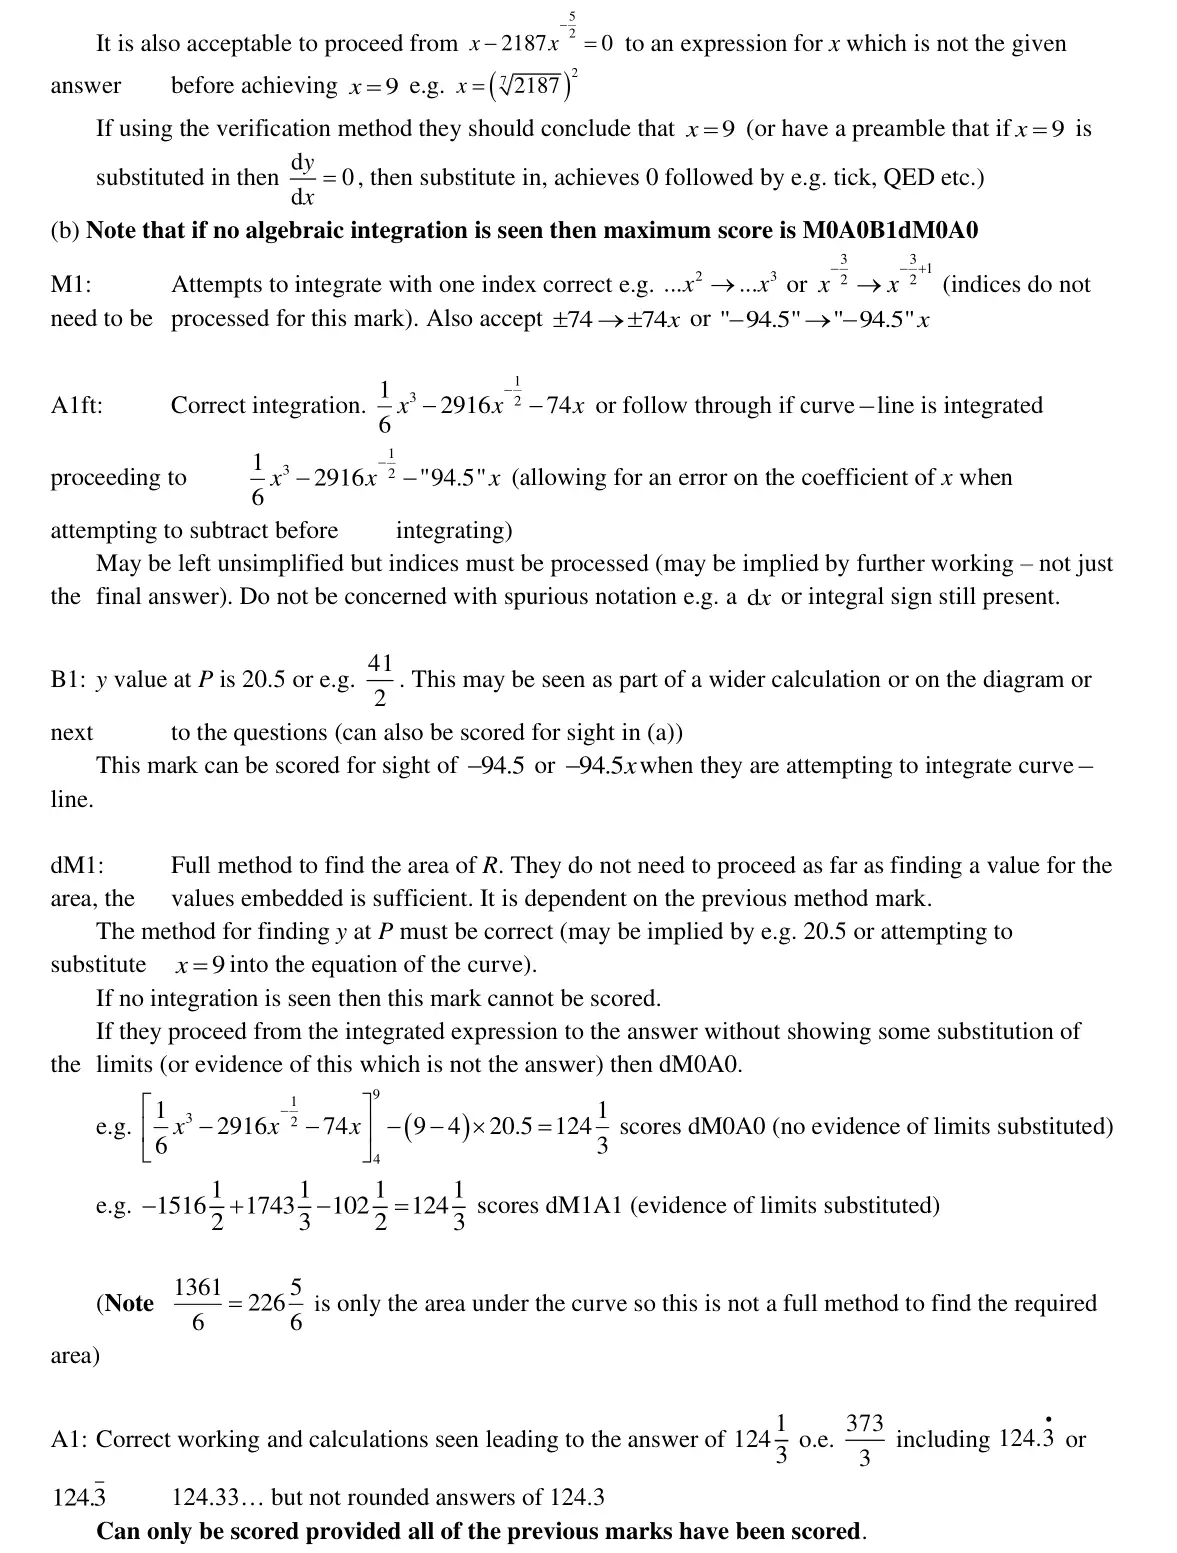 It is also acceptable to proceed from x − 2187x^{−5/2} = 0 to an expression for x which is not the given
answer before achieving x = 9 e.g. x = (⁷√2187)²
If using the verification method they should conclude that x = 9 (or have a preamble that if x = 9 is
substituted in then dy/dx = 0, then substitute in, achieves 0 followed by e.g. tick, QED etc.)
(b) Note that if no algebraic integration is seen then maximum score is M0A0B1dM0A0
M1: Attempts to integrate with one index correct e.g. ...x² → ...x³ or x^{−3/2} → x^{−3/2+1} (indices do not
need to be processed for this mark). Also accept ±74 → ±74x or "−94.5" → "−94.5"x
A1ft: Correct integration. 1/6 x³ − 2916x^{−1/2} − 74x or follow through if curve − line is integrated
proceeding to 1/6 x³ − 2916x^{−1/2} − "94.5"x (allowing for an error on the coefficient of x when
attempting to subtract before integrating)
May be left unsimplified but indices must be processed (may be implied by further working – not just
the final answer). Do not be concerned with spurious notation e.g. a dx or integral sign still present.
B1: y value at P is 20.5 or e.g. 41/2. This may be seen as part of a wider calculation or on the diagram or
next to the questions (can also be scored for sight in (a))
This mark can be scored for sight of −94.5 or −94.5x when they are attempting to integrate curve −
line.
dM1: Full method to find the area of R. They do not need to proceed as far as finding a value for the
area, the values embedded is sufficient. It is dependent on the previous method mark.
The method for finding y at P must be correct (may be implied by e.g. 20.5 or attempting to
substitute x = 9 into the equation of the curve).
If no integration is seen then this mark cannot be scored.
If they proceed from the integrated expression to the answer without showing some substitution of
the limits (or evidence of this which is not the answer) then dM0A0.
e.g. [1/6 x³ − 2916x^{−1/2} − 74x]₄⁹ − (9 − 4) × 20.5 = 124 1/3 scores dM0A0 (no evidence of limits substituted)
e.g. −1516 1/2 + 1743 1/3 − 102 1/2 = 124 1/3 scores dM1A1 (evidence of limits substituted)
(Note 1361/6 = 226 5/6 is only the area under the curve so this is not a full method to find the required
area)
A1: Correct working and calculations seen leading to the answer of 124 1/3 o.e. 373/3 including 124.3̇ or
124.3̄ 124.33… but not rounded answers of 124.3
Can only be scored provided all of the previous marks have been scored.